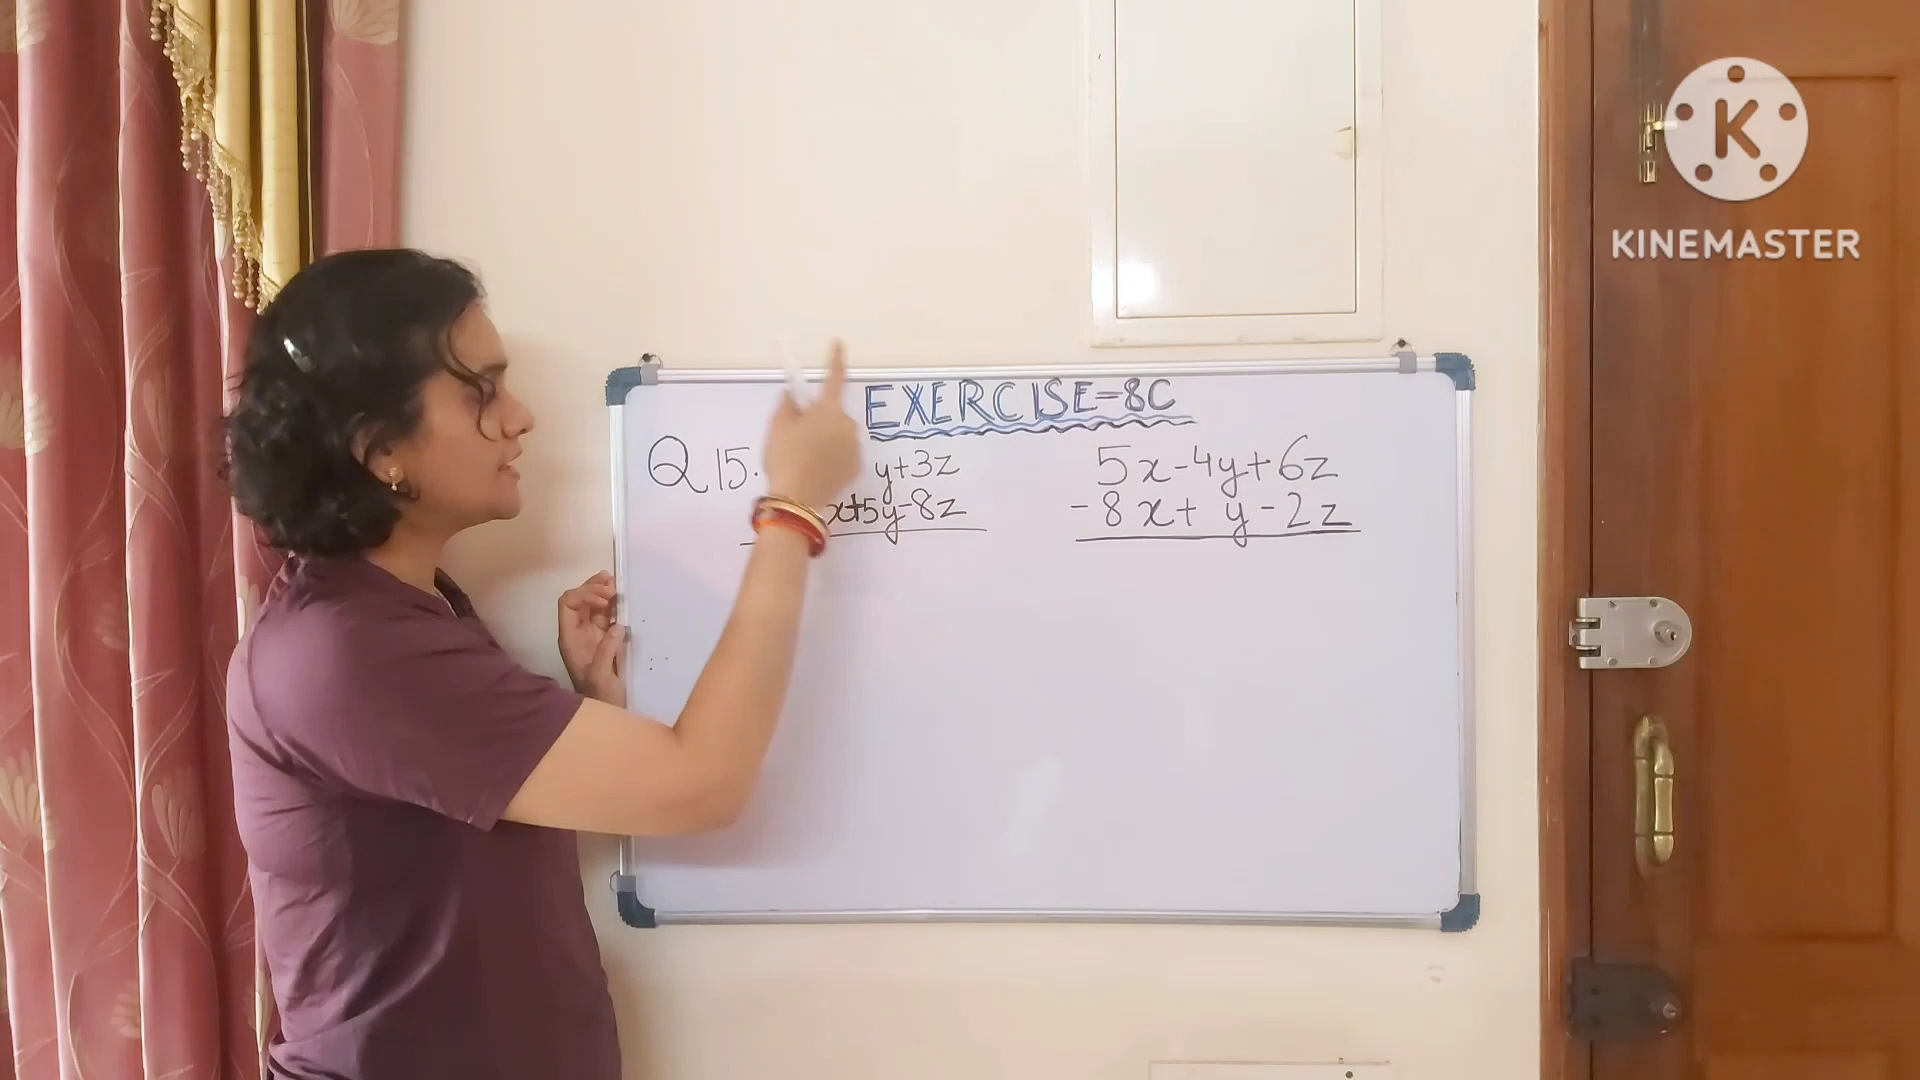 KINEMASTER
EXERCISE=8C
Q15. y+3z
x+5y-8z
5x-4y+6z
-8x+ y-2z